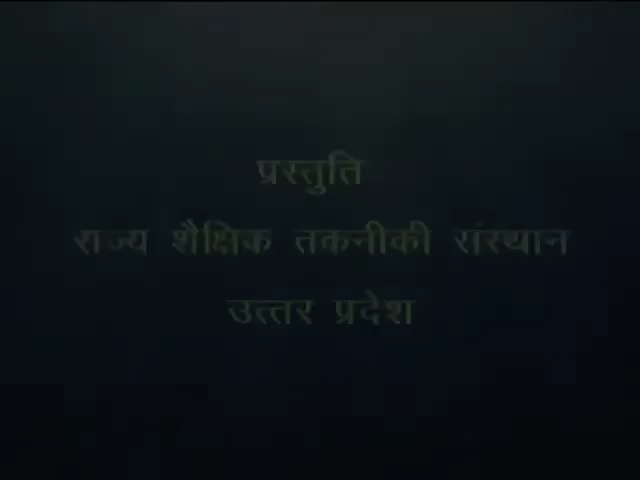 प्रस्तुति
राज्य शैक्षिक तकनीकी संस्थान
उत्तर प्रदेश